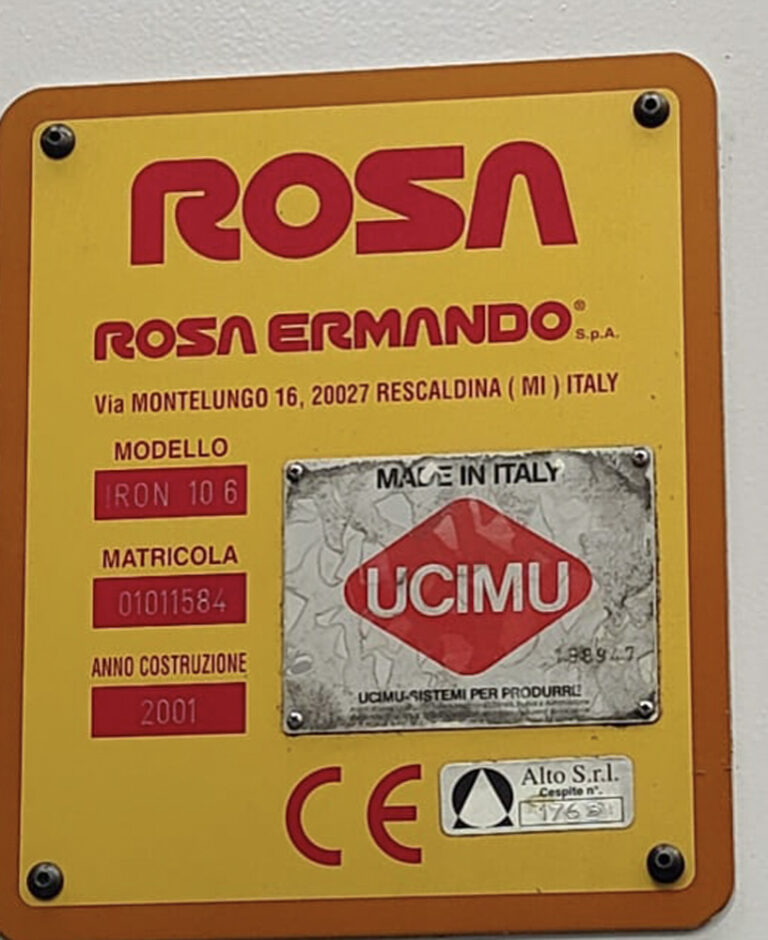 ROSA
ROSA ERMANDO® S.p.A.
Via MONTELUNGO 16, 20027 RESCALDINA ( MI ) ITALY
MODELLO
IRON 10 6
MATRICOLA
01011584
ANNO COSTRUZIONE
2001
MADE IN ITALY
UCIMU
UCIMU-SISTEMI PER PRODURRE
CE
Alto S.r.l.
Cespite n°.